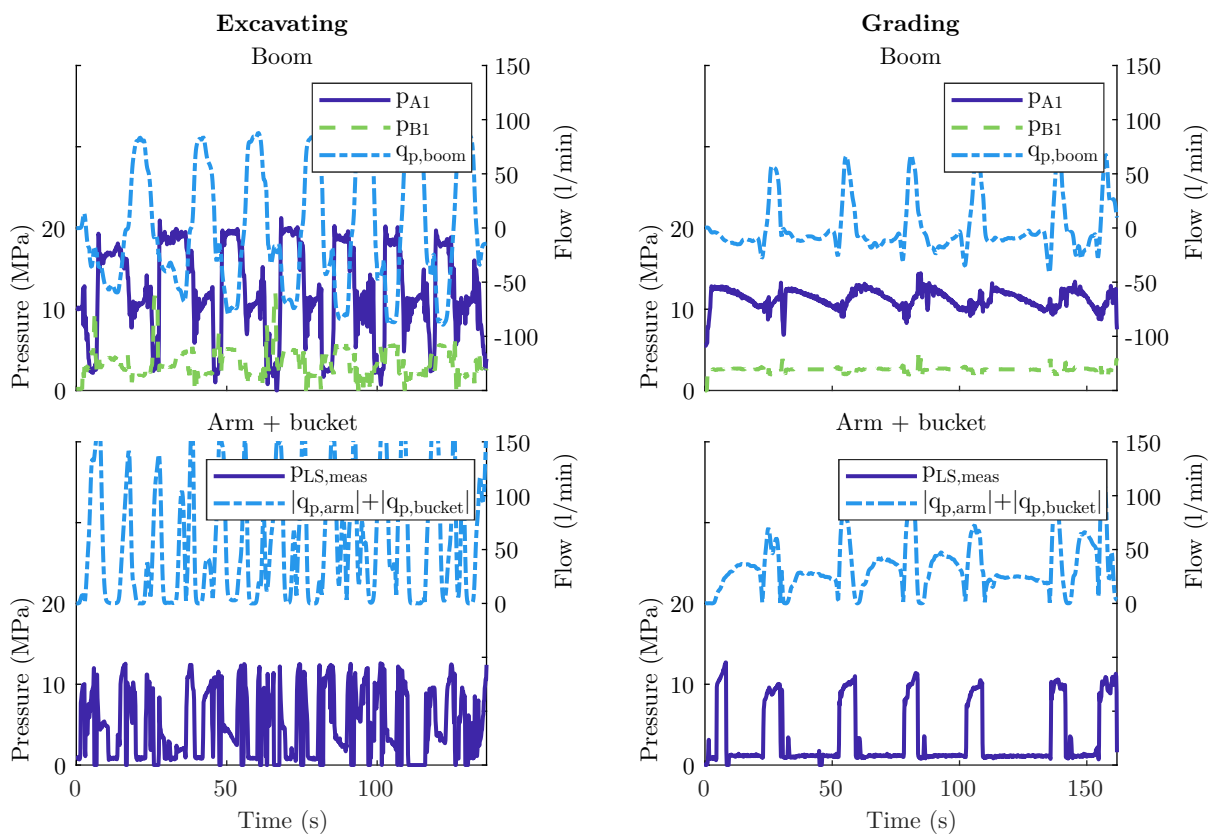 Excavating
Boom
150
100
50
0
-50
-100
Flow (l/min)
20
10
0
Pressure (MPa)
p_A1
p_B1
q_p,boom
Grading
Boom
150
100
50
0
-50
-100
Flow (l/min)
20
10
0
Pressure (MPa)
p_A1
p_B1
q_p,boom
Arm + bucket
150
100
50
0
Flow (l/min)
20
10
0
Pressure (MPa)
p_LS,meas
|q_p,arm|+|q_p,bucket|
0
50
100
Time (s)
Arm + bucket
150
100
50
0
Flow (l/min)
20
10
0
Pressure (MPa)
p_LS,meas
|q_p,arm|+|q_p,bucket|
0
50
100
150
Time (s)